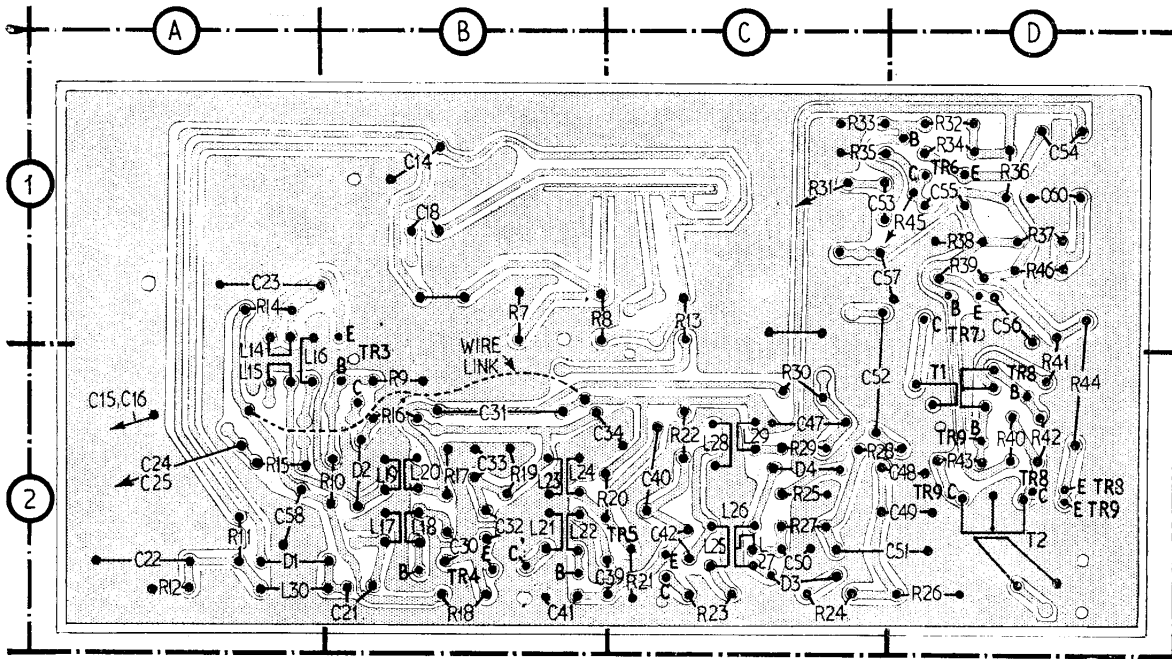 A B C D
1
R33 R32
B
C54
C14 R35 R34
C TR6 E
R31 R36
C53 C55 C60
C18 R45
R38 R37
C57 R39 R46
C23
B E
R14 R7 R8 R13 C56
C TR7
E
L14 L16 TR3 WIRE LINK R41
L15 B R9 R30 C52 T1 TR8 R44
C B
C15,C16 R16 C31 C47 B
C34 R22 L28 L29 TR9 R40 R42
C24 C25 D2 C33 R29 R28
R15 L19 L20 R17 R19 L23 L24 C40 D4 C48 R43 TR8
2
R10 R20 R25 TR9 C C E TR8
C58 C32 L26 C49 E TR9
R11 L17 L18 L21 L22 TR5 C42 R27 T2
C30 E L25
C22 D1 C E L27 C50 C51
B TR4 B C39 R21 D3
R12 L30 C
C21 R18 C41 R23 R24 R26